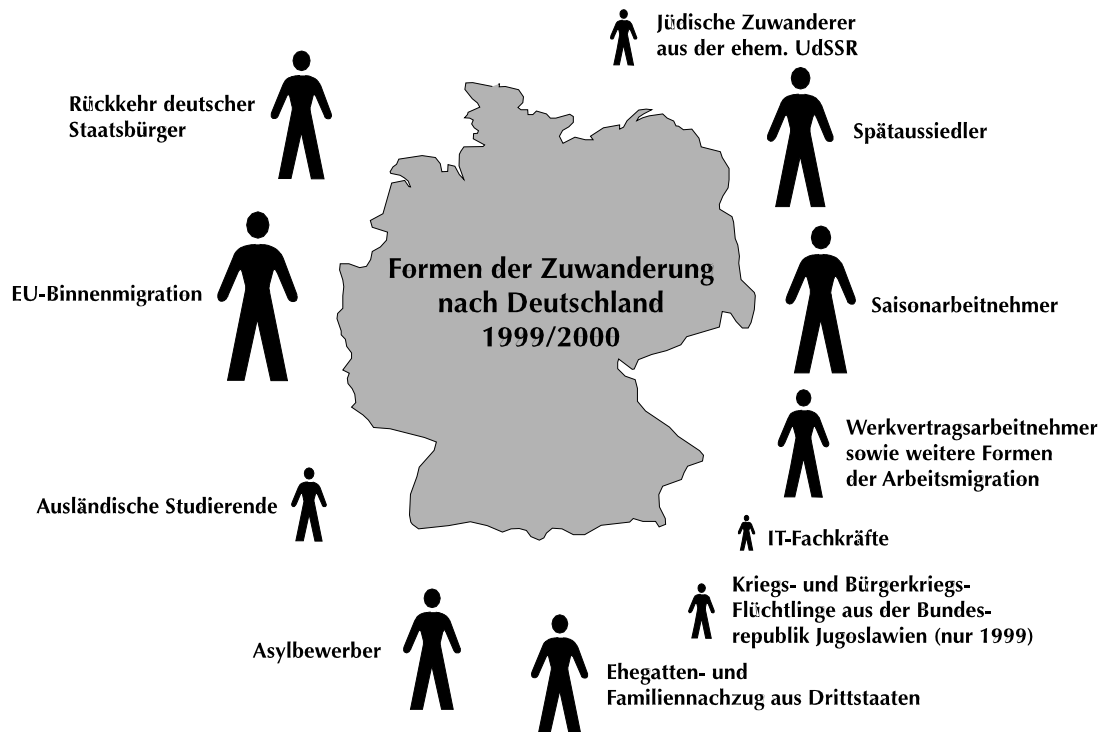 Jüdische Zuwanderer
aus der ehem. UdSSR
Rückkehr deutscher
Staatsbürger
Spätaussiedler
Formen der Zuwanderung
nach Deutschland
1999/2000
EU-Binnenmigration
Saisonarbeitnehmer
Werkvertragsarbeitnehmer
sowie weitere Formen
der Arbeitsmigration
Ausländische Studierende
IT-Fachkräfte
Kriegs- und Bürgerkriegs-
Flüchtlinge aus der Bundes-
republik Jugoslawien (nur 1999)
Asylbewerber
Ehegatten- und
Familiennachzug aus Drittstaaten